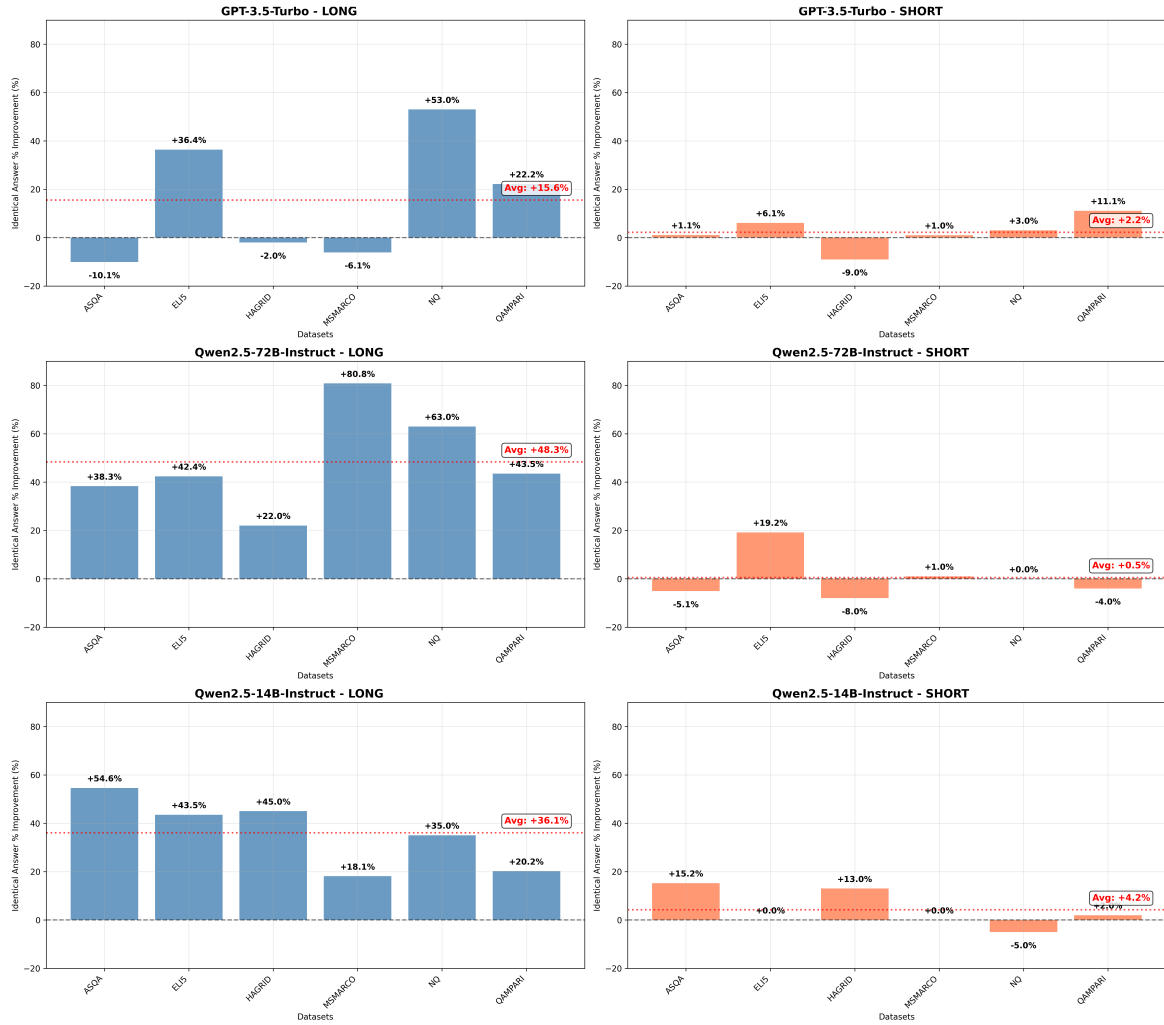 GPT-3.5-Turbo - LONG
Identical Answer % Improvement (%)
80
60
40
20
0
−20
-10.1%
+36.4%
-2.0%
-6.1%
+53.0%
+22.2%
Avg: +15.6%
ASQA
ELI5
HAGRID
MSMARCO
NQ
QAMPARI
Datasets
GPT-3.5-Turbo - SHORT
Identical Answer % Improvement (%)
80
60
40
20
0
−20
+1.1%
+6.1%
-9.0%
+1.0%
+3.0%
+11.1%
Avg: +2.2%
ASQA
ELI5
HAGRID
MSMARCO
NQ
QAMPARI
Datasets
Qwen2.5-72B-Instruct - LONG
Identical Answer % Improvement (%)
80
60
40
20
0
−20
+38.3%
+42.4%
+22.0%
+80.8%
+63.0%
+43.5%
Avg: +48.3%
ASQA
ELI5
HAGRID
MSMARCO
NQ
QAMPARI
Datasets
Qwen2.5-72B-Instruct - SHORT
Identical Answer % Improvement (%)
80
60
40
20
0
−20
-5.1%
+19.2%
-8.0%
+1.0%
+0.0%
-4.0%
Avg: +0.5%
ASQA
ELI5
HAGRID
MSMARCO
NQ
QAMPARI
Datasets
Qwen2.5-14B-Instruct - LONG
Identical Answer % Improvement (%)
80
60
40
20
0
−20
+54.6%
+43.5%
+45.0%
+18.1%
+35.0%
+20.2%
Avg: +36.1%
ASQA
ELI5
HAGRID
MSMARCO
NQ
QAMPARI
Datasets
Qwen2.5-14B-Instruct - SHORT
Identical Answer % Improvement (%)
80
60
40
20
0
−20
+15.2%
+0.0%
+13.0%
+0.0%
-5.0%
+2.0%
Avg: +4.2%
ASQA
ELI5
HAGRID
MSMARCO
NQ
QAMPARI
Datasets